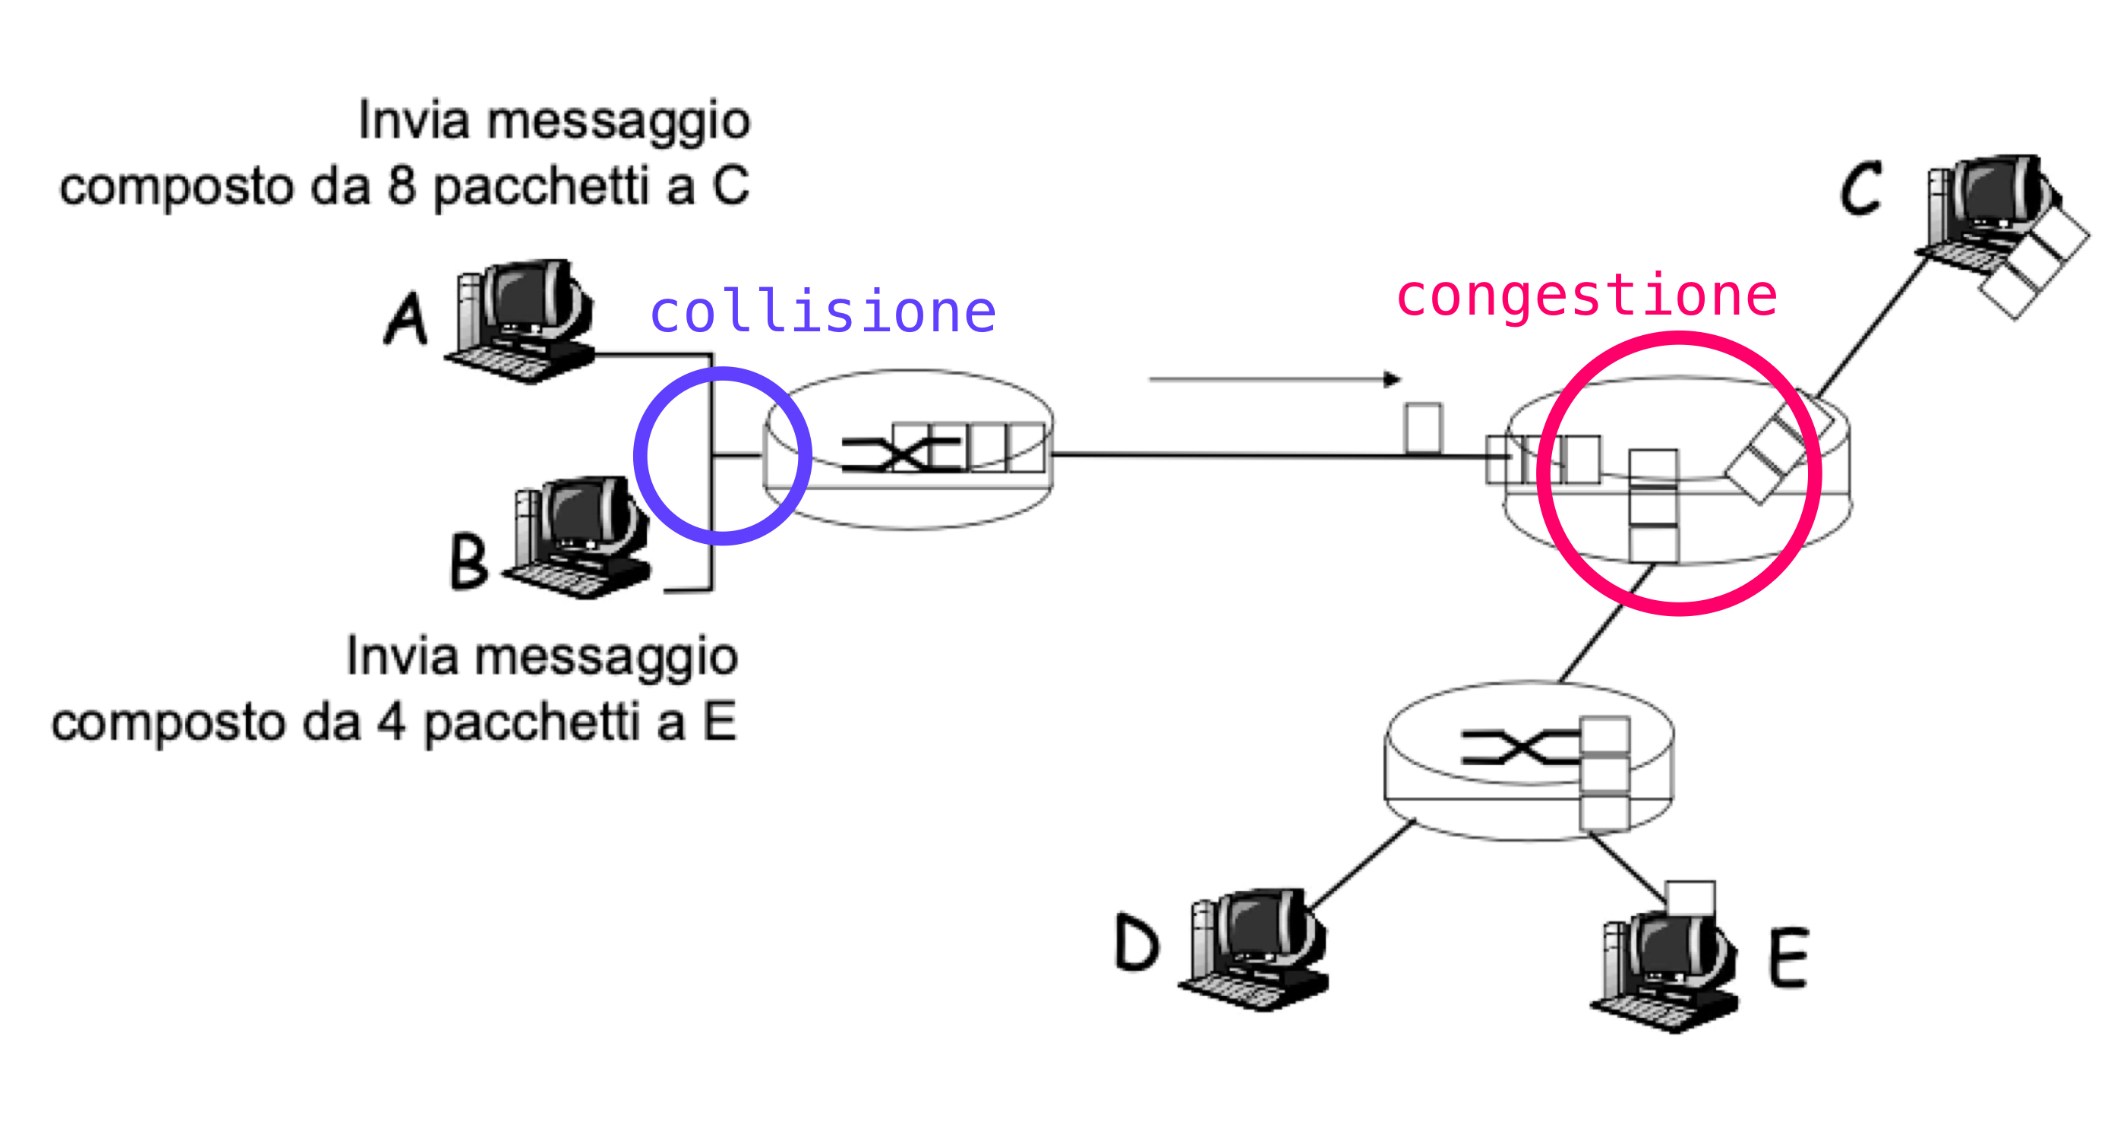 Invia messaggio
composto da 8 pacchetti a C
A
collisione
congestione
C
B
Invia messaggio
composto da 4 pacchetti a E
D
E